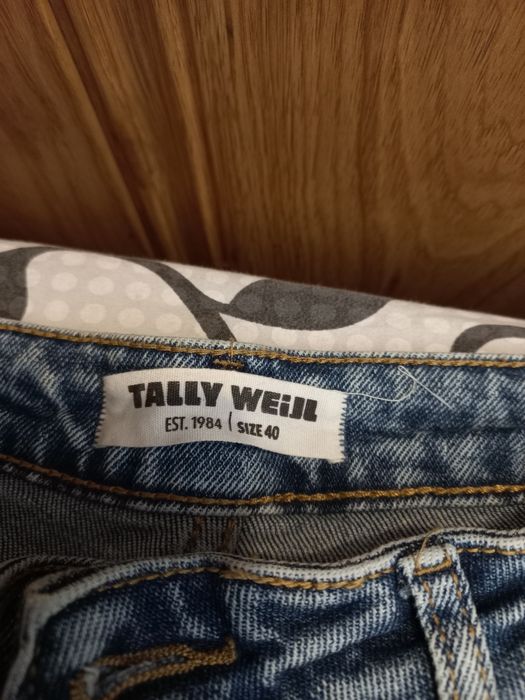 TALLY WEiJL
EST. 1984 | SIZE 40